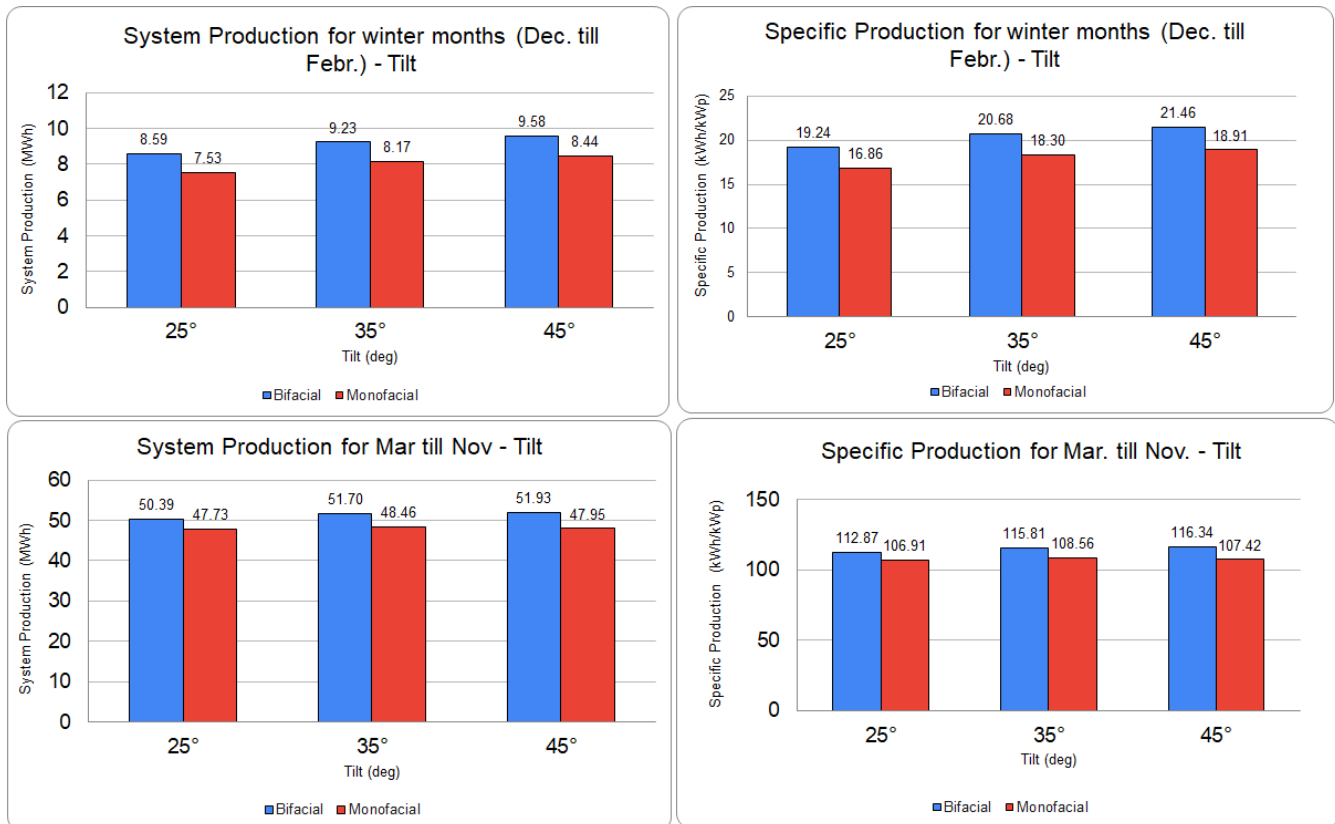 System Production for winter months (Dec. till
Febr.) - Tilt
System Production (MWh)
12
10
8
6
4
2
0
8.59
7.53
9.23
8.17
9.58
8.44
25°
35°
45°
Tilt (deg)
Bifacial
Monofacial
Specific Production for winter months (Dec. till
Febr.) - Tilt
Specific Production (kWh/kWp)
25
20
15
10
5
0
19.24
16.86
20.68
18.30
21.46
18.91
25°
35°
45°
Tilt (deg)
Bifacial
Monofacial
System Production for Mar till Nov - Tilt
System Production (MWh)
60
50
40
30
20
10
0
50.39
47.73
51.70
48.46
51.93
47.95
25°
35°
45°
Tilt (deg)
Bifacial
Monofacial
Specific Production for Mar. till Nov. - Tilt
Specific Production (kWh/kWp)
150
100
50
0
112.87
106.91
115.81
108.56
116.34
107.42
25°
35°
45°
Tilt (deg)
Bifacial
Monofacial